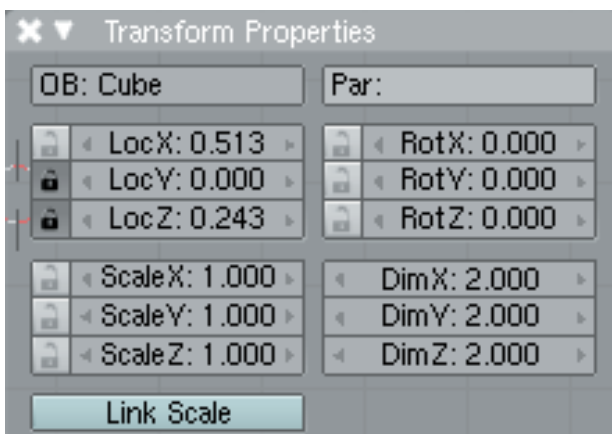 Transform Properties
OB: Cube Par:
LocX: 0.513 RotX: 0.000
LocY: 0.000 RotY: 0.000
LocZ: 0.243 RotZ: 0.000
ScaleX: 1.000 DimX: 2.000
ScaleY: 1.000 DimY: 2.000
ScaleZ: 1.000 DimZ: 2.000
Link Scale